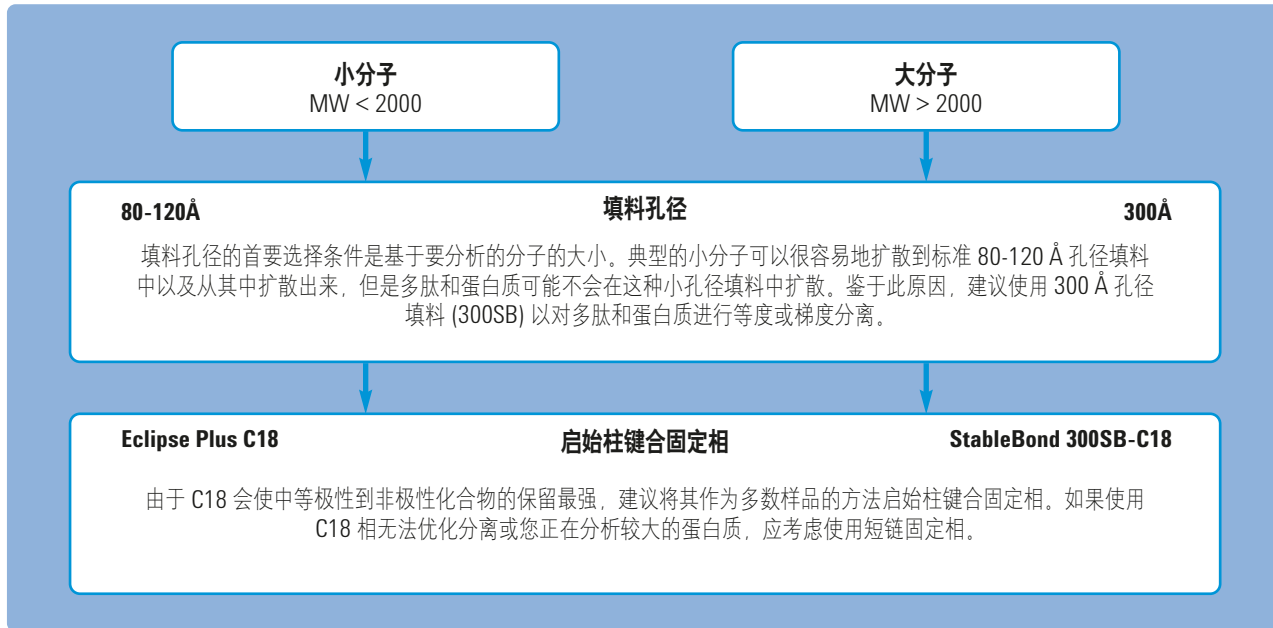 小分子
MW < 2000
大分子
MW > 2000
80-120Å
填料孔径
300Å
填料孔径的首要选择条件是基于要分析的分子的大小。典型的小分子可以很容易地扩散到标准 80-120 Å 孔径填料
中以及从其中扩散出来，但是多肽和蛋白质可能不会在这种小孔径填料中扩散。鉴于此原因，建议使用 300 Å 孔径
填料 (300SB) 以对多肽和蛋白质进行等度或梯度分离。
Eclipse Plus C18
启始柱键合固定相
StableBond 300SB-C18
由于 C18 会使中等极性到非极性化合物的保留最强，建议将其作为多数样品的方法启始柱键合固定相。如果使用
C18 相无法优化分离或您正在分析较大的蛋白质，应考虑使用短链固定相。